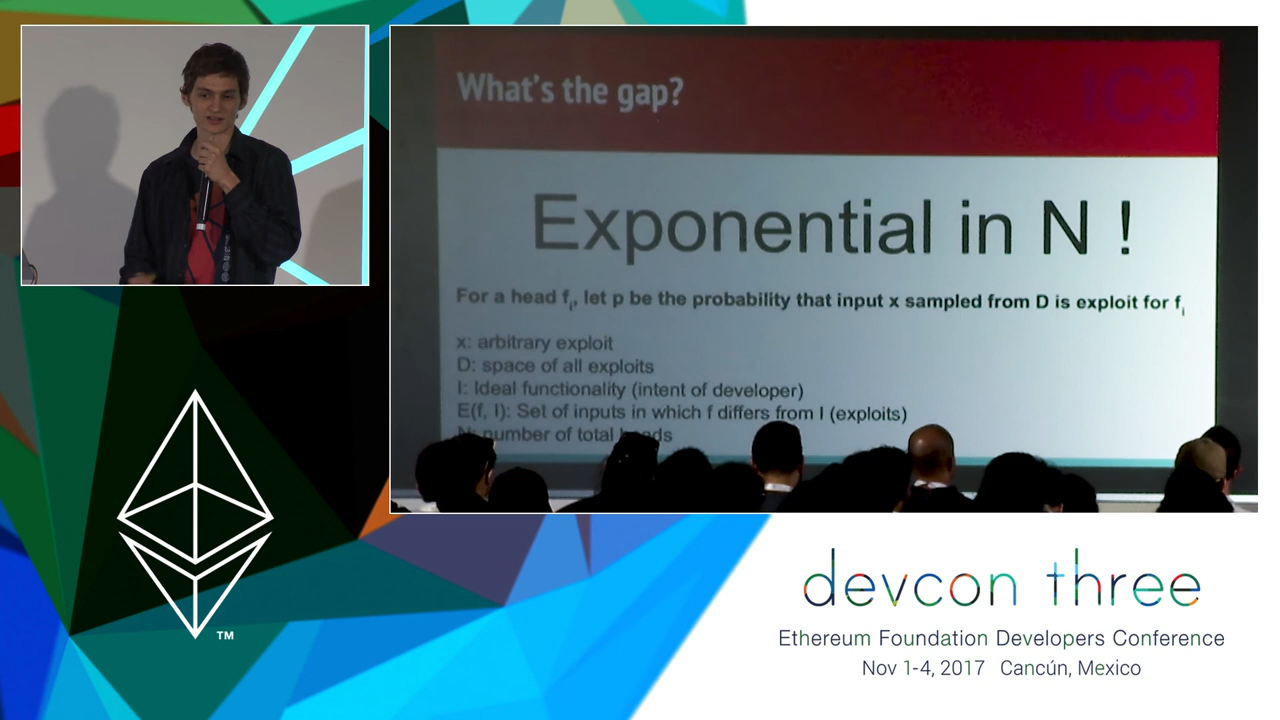 What's the gap?
IC3
Exponential in N !
For a head fi, let p be the probability that input x sampled from D is exploit for fi
x: arbitrary exploit
D: space of all exploits
I: Ideal functionality (intent of developer)
E(f, I): Set of inputs in which f differs from I (exploits)
number of total
TM
devcon three
Ethereum Foundation Developers Conference
Nov 1-4, 2017 Cancún, Mexico